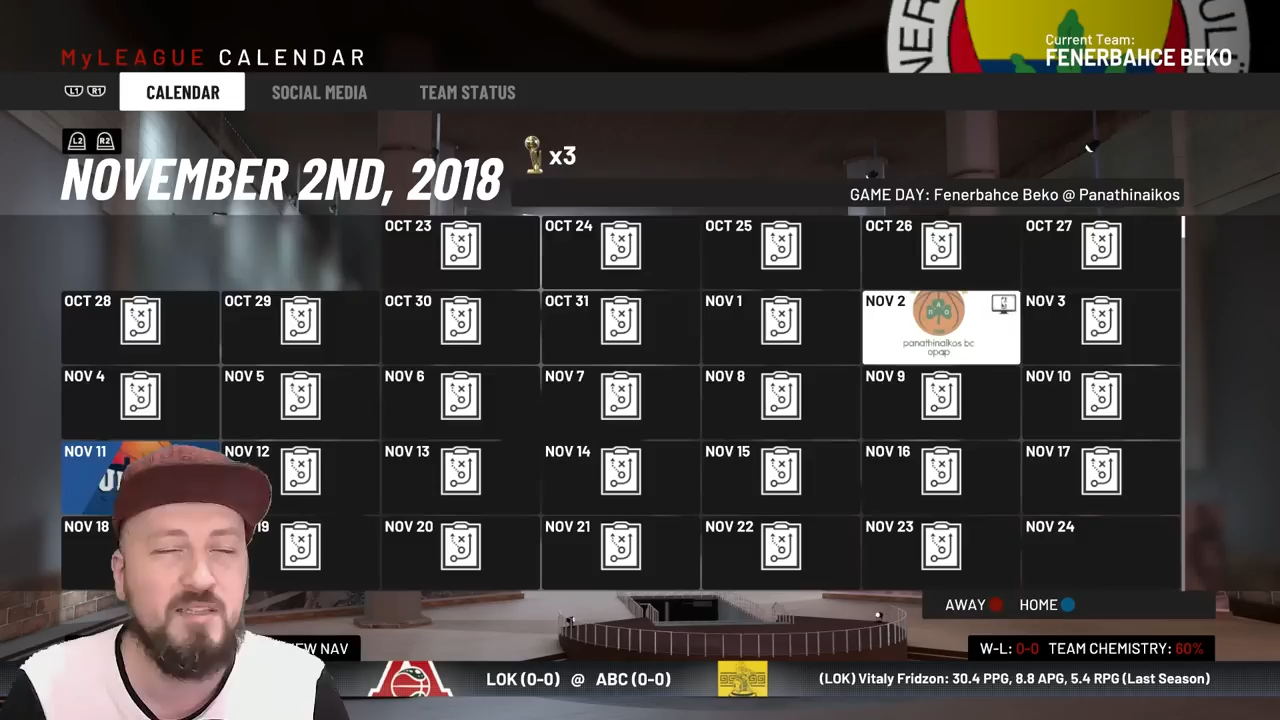 MyLEAGUE CALENDAR
Current Team:
FENERBAHCE BEKO
L1 R1 CALENDAR SOCIAL MEDIA TEAM STATUS
L2 R2
NOVEMBER 2ND, 2018
x3
GAME DAY: Fenerbahce Beko @ Panathinaikos
OCT 23 OCT 24 OCT 25 OCT 26 OCT 27
OCT 28 OCT 29 OCT 30 OCT 31 NOV 1 NOV 2 NOV 3
panathinaikos bc
opap
NOV 4 NOV 5 NOV 6 NOV 7 NOV 8 NOV 9 NOV 10
NOV 11 NOV 12 NOV 13 NOV 14 NOV 15 NOV 16 NOV 17
NOV 18 19 NOV 20 NOV 21 NOV 22 NOV 23 NOV 24
AWAY HOME
NAV
W-L: 0-0 TEAM CHEMISTRY: 60%
LOK (0-0) @ ABC (0-0)
(LOK) Vitaly Fridzon: 30.4 PPG, 8.8 APG, 5.4 RPG (Last Season)